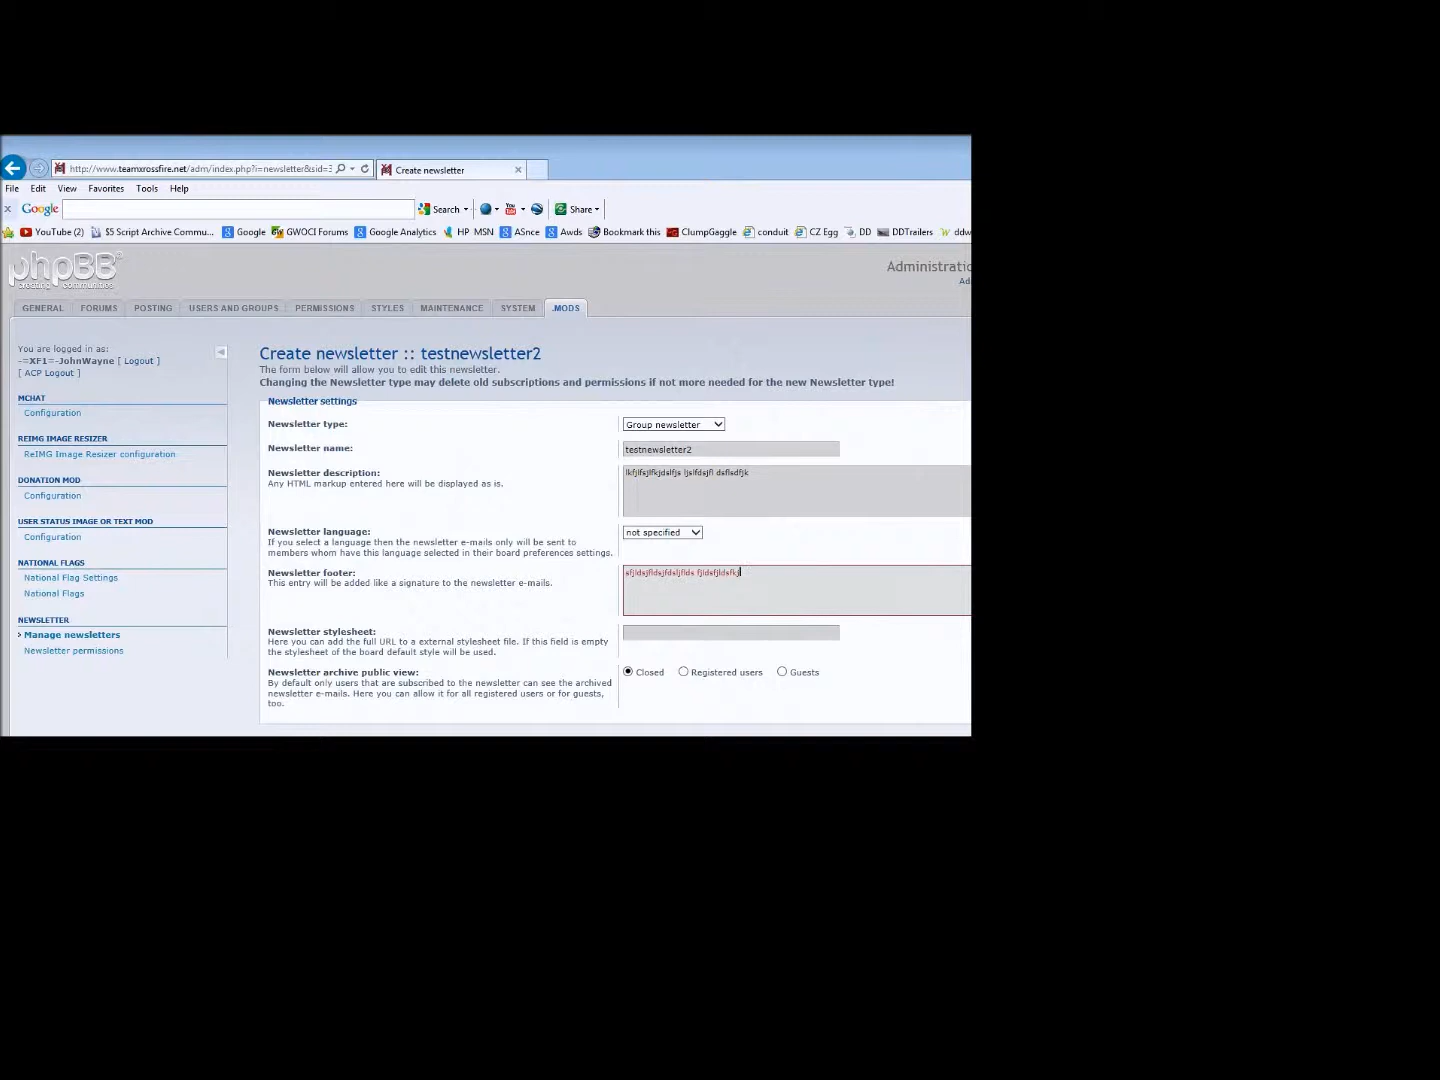 http://www.teamxrossfire.net/adm/index.php?i=newsletter&sid=3
Create newsletter
File Edit View Favorites Tools Help
Google Search Share
YouTube (2) $5 Script Archive Commu... Google GWOCI Forums Google Analytics HP MSN ASnce Awds Bookmark this ClumpGaggle conduit CZ Egg DD DDTrailers ddw
phpBB
creating communities
Administratio
Ad
GENERAL FORUMS POSTING USERS AND GROUPS PERMISSIONS STYLES MAINTENANCE SYSTEM .MODS
You are logged in as:
-=XF1=-JohnWayne [ Logout ]
[ ACP Logout ]
MCHAT
Configuration
REIMG IMAGE RESIZER
ReIMG Image Resizer configuration
DONATION MOD
Configuration
USER STATUS IMAGE OR TEXT MOD
Configuration
NATIONAL FLAGS
National Flag Settings
National Flags
NEWSLETTER
Manage newsletters
Newsletter permissions
Create newsletter :: testnewsletter2
The form below will allow you to edit this newsletter.
Changing the Newsletter type may delete old subscriptions and permissions if not more needed for the new Newsletter type!
Newsletter settings
Newsletter type:
Group newsletter
Newsletter name:
testnewsletter2
Newsletter description:
Any HTML markup entered here will be displayed as is.
Newsletter language:
If you select a language then the newsletter e-mails only will be sent to
members whom have this language selected in their board preferences settings.
not specified
Newsletter footer:
This entry will be added like a signature to the newsletter e-mails.
Newsletter stylesheet:
Here you can add the full URL to a external stylesheet file. If this field is empty
the stylesheet of the board default style will be used.
Newsletter archive public view:
By default only users that are subscribed to the newsletter can see the archived
newsletter e-mails. Here you can allow it for all registered users or for guests,
too.
Closed Registered users Guests